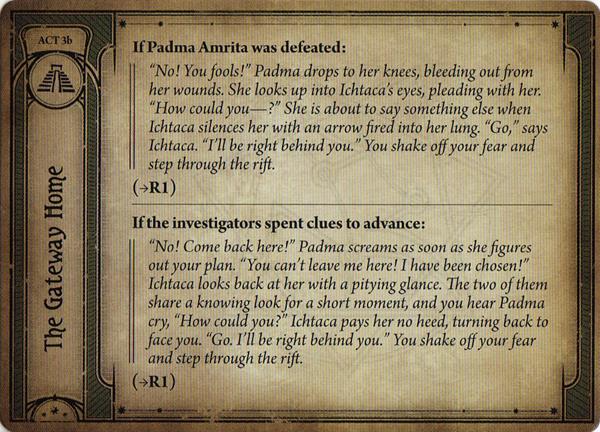 ACT 3b
The Gateway Home
If Padma Amrita was defeated:
“No! You fools!” Padma drops to her knees, bleeding out from
her wounds. She looks up into Ichtaca’s eyes, pleading with her.
“How could you—?” She is about to say something else when
Ichtaca silences her with an arrow fired into her lung. “Go,” says
Ichtaca. “I’ll be right behind you.” You shake off your fear and
step through the rift.
(→R1)
If the investigators spent clues to advance:
“No! Come back here!” Padma screams as soon as she figures
out your plan. “You can’t leave me here! I have been chosen!”
Ichtaca looks back at her with a pitying glance. The two of them
share a knowing look for a short moment, and you hear Padma
cry, “How could you?” Ichtaca pays her no heed, turning back to
face you. “Go. I’ll be right behind you.” You shake off your fear
and step through the rift.
(→R1)